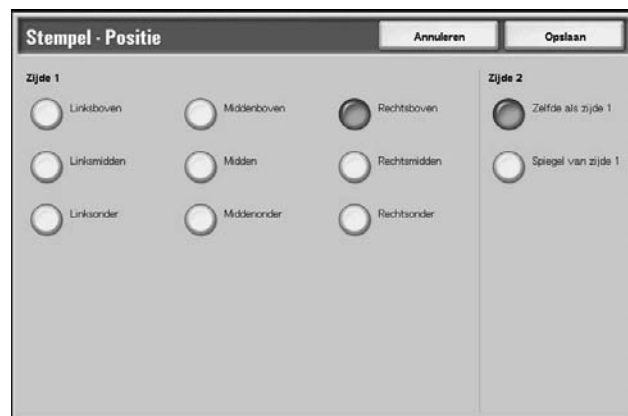 Stempel - Positie
Annuleren
Opslaan
Zijde 1
Zijde 2
Linksboven
Middenboven
Rechtsboven
Zelfde als zijde 1
Linksmidden
Midden
Rechtsmidden
Spiegel van zijde 1
Linksonder
Middenonder
Rechtsonder